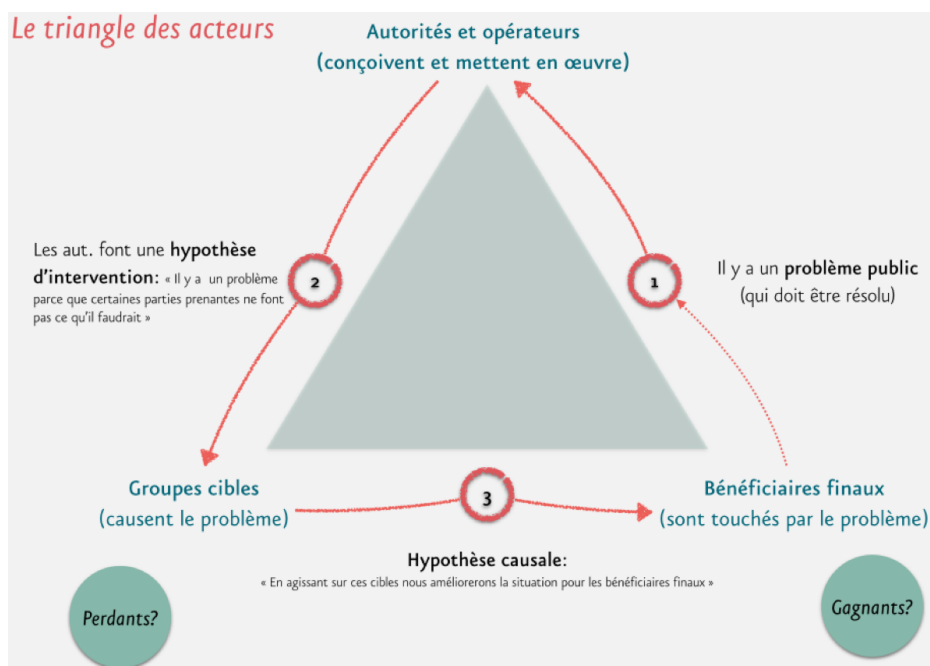 Le triangle des acteurs
Autorités et opérateurs
(conçoivent et mettent en œuvre)
Les aut. font une hypothèse
d'intervention: « Il y a un problème
parce que certaines parties prenantes ne font
pas ce qu'il faudrait »
2
1
Il y a un problème public
(qui doit être résolu)
Groupes cibles
(causent le problème)
3
Bénéficiaires finaux
(sont touchés par le problème)
Hypothèse causale:
« En agissant sur ces cibles nous améliorerons la situation pour les bénéficiaires finaux »
Perdants?
Gagnants?